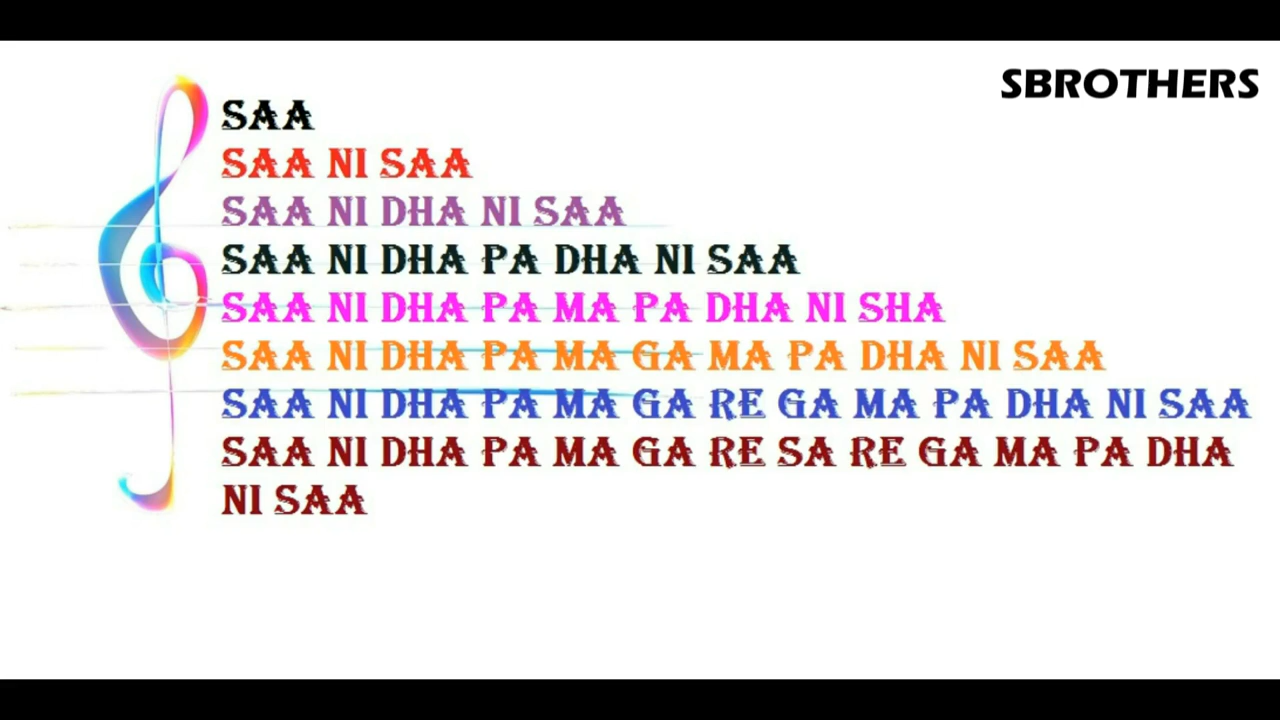 SBROTHERS
SAA
SAA NI SAA
SAA NI DHA NI SAA
SAA NI DHA PA DHA NI SAA
SAA NI DHA PA MA PA DHA NI SHA
SAA NI DHA PA MA GA MA PA DHA NI SAA
SAA NI DHA PA MA GA RE GA MA PA DHA NI SAA
SAA NI DHA PA MA GA RE SA RE GA MA PA DHA
NI SAA